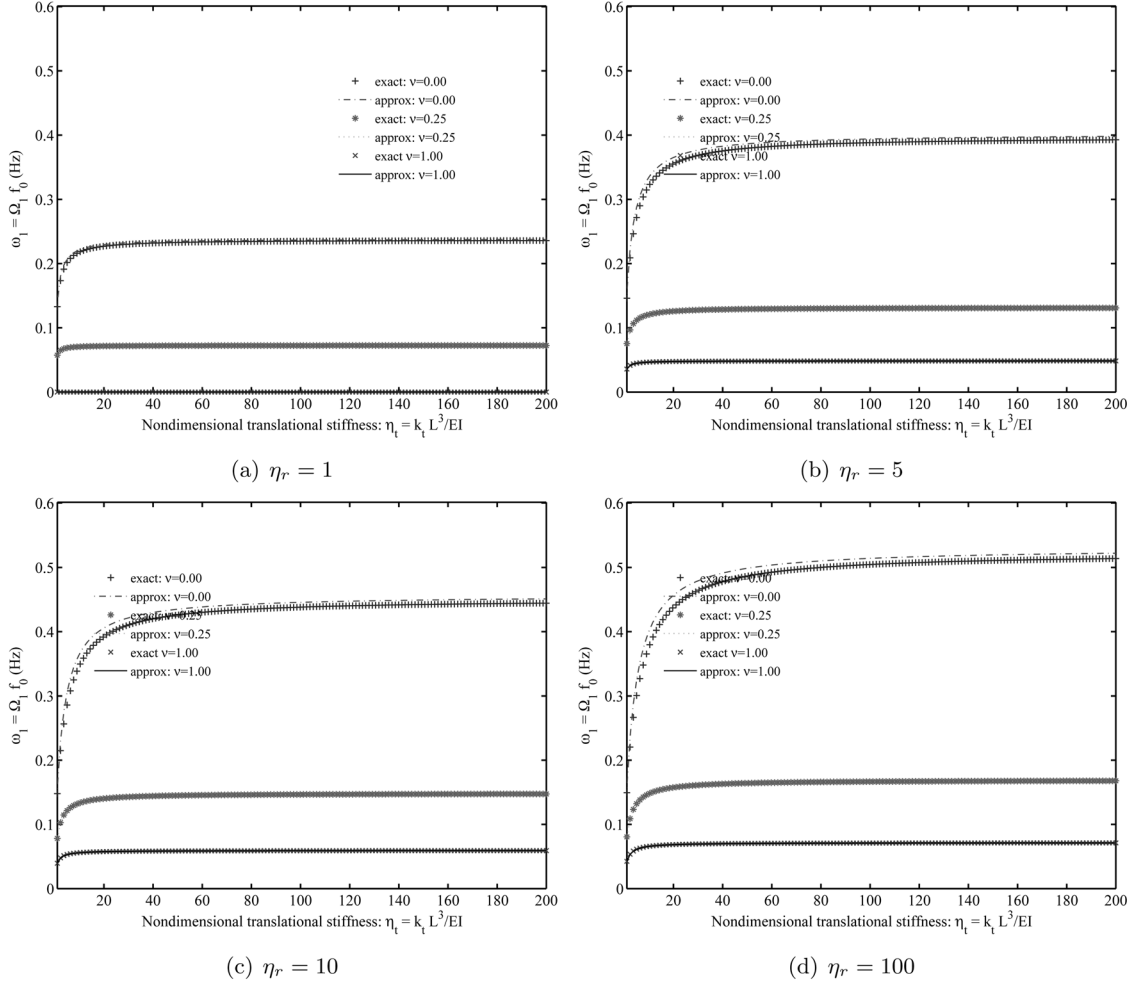 0.6
0.5
0.4
0.3
0.2
0.1
0
ω₁ = Ω₁ f₀ (Hz)
+ exact: ν=0.00
approx: ν=0.00
exact: ν=0.25
approx: ν=0.25
× exact ν=1.00
approx: ν=1.00
20 40 60 80 100 120 140 160 180 200
Nondimensional translational stiffness: ηₜ = kₜ L³/EI
(a) ηᵣ = 1
0.6
0.5
0.4
0.3
0.2
0.1
0
ω₁ = Ω₁ f₀ (Hz)
+ exact: ν=0.00
approx: ν=0.00
exact: ν=0.25
approx: ν=0.25
× exact ν=1.00
approx: ν=1.00
20 40 60 80 100 120 140 160 180 200
Nondimensional translational stiffness: ηₜ = kₜ L³/EI
(b) ηᵣ = 5
0.6
0.5
0.4
0.3
0.2
0.1
0
ω₁ = Ω₁ f₀ (Hz)
+ exact: ν=0.00
approx: ν=0.00
exact: ν=0.25
approx: ν=0.25
× exact ν=1.00
approx: ν=1.00
20 40 60 80 100 120 140 160 180 200
Nondimensional translational stiffness: ηₜ = kₜ L³/EI
(c) ηᵣ = 10
0.6
0.5
0.4
0.3
0.2
0.1
0
ω₁ = Ω₁ f₀ (Hz)
+ exact: ν=0.00
approx: ν=0.00
exact: ν=0.25
approx: ν=0.25
× exact ν=1.00
approx: ν=1.00
20 40 60 80 100 120 140 160 180 200
Nondimensional translational stiffness: ηₜ = kₜ L³/EI
(d) ηᵣ = 100